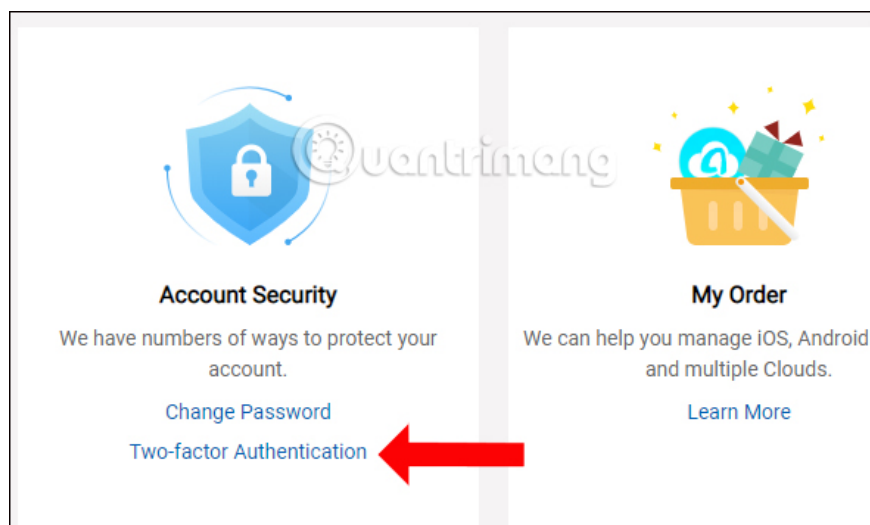 Quantrimang
Account Security
We have numbers of ways to protect your
account.
Change Password
Two-factor Authentication
My Order
We can help you manage iOS, Android
and multiple Clouds.
Learn More